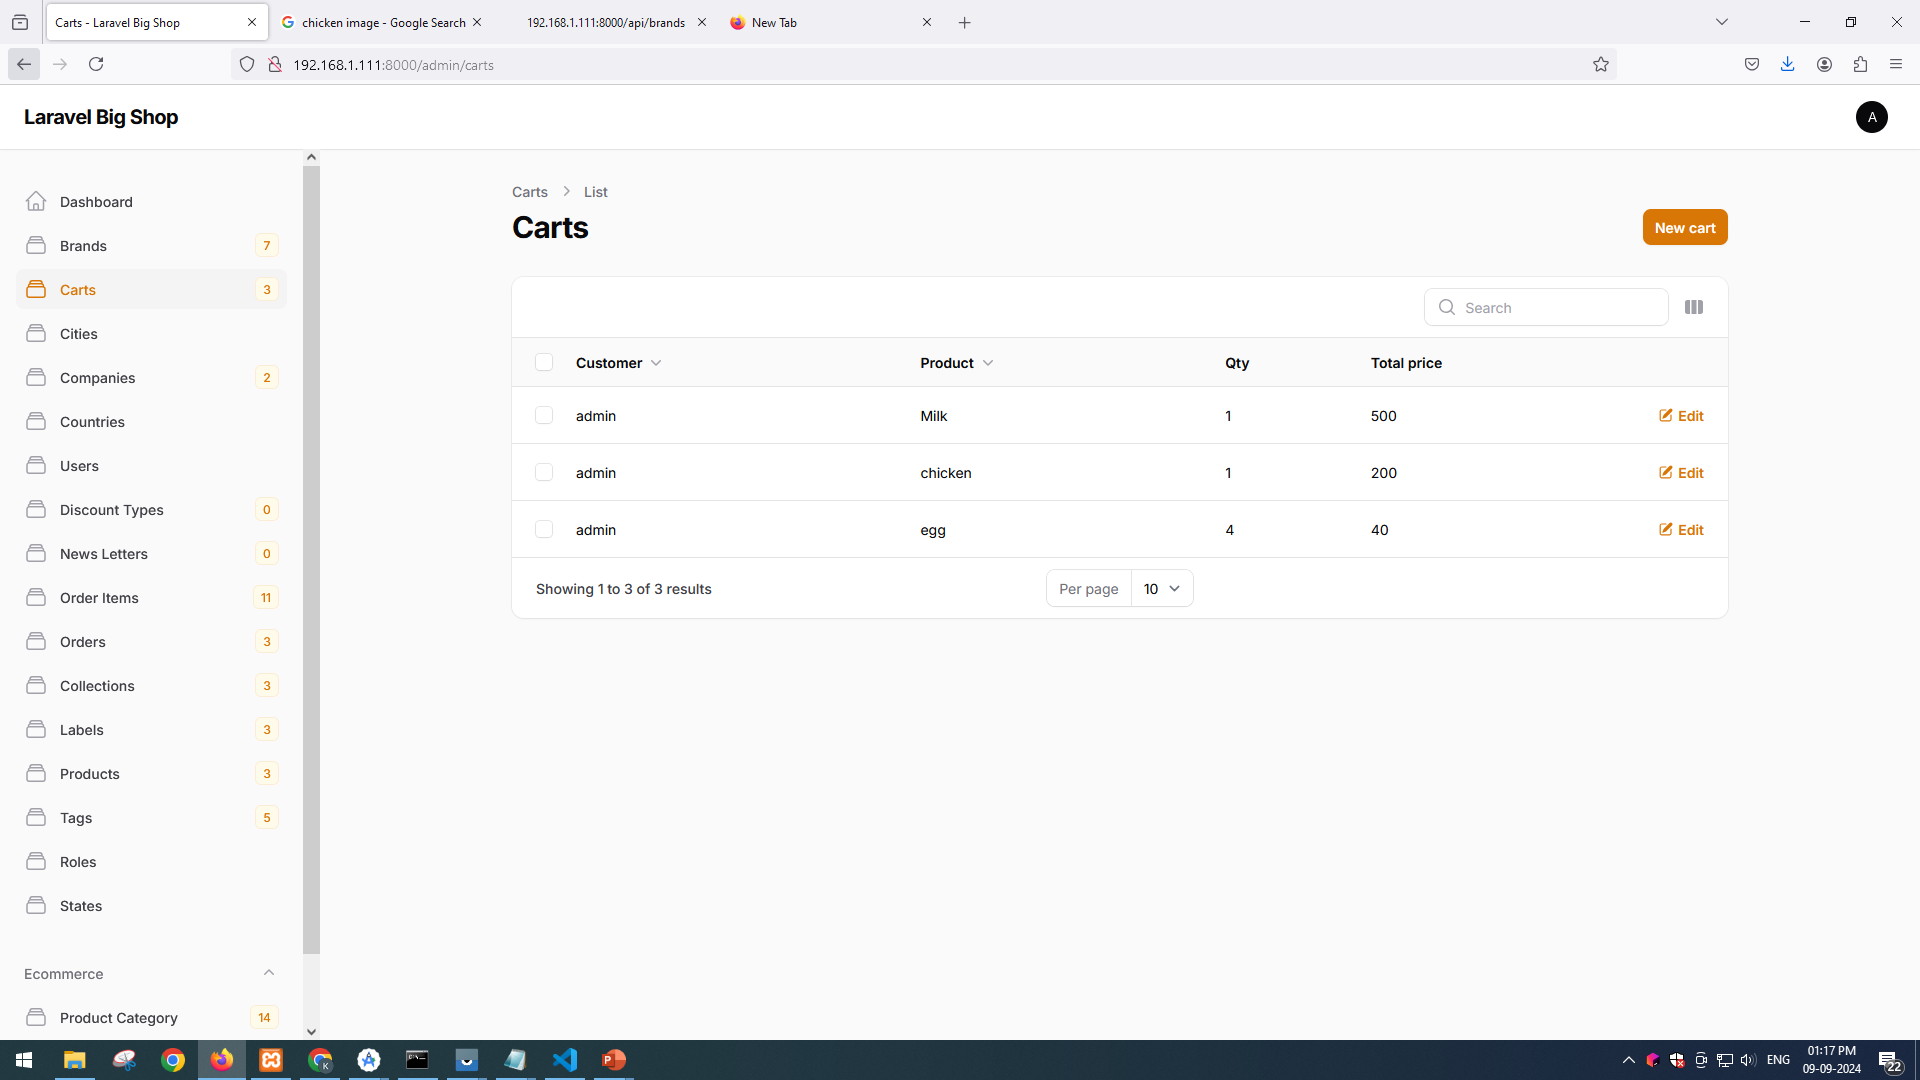 Carts - Laravel Big Shop
chicken image - Google Search
192.168.1.111:8000/api/brands
New Tab
192.168.1.111:8000/admin/carts
Laravel Big Shop
A
Dashboard
Brands 7
Carts 3
Cities
Companies 2
Countries
Users
Discount Types 0
News Letters 0
Order Items 11
Orders 3
Collections 3
Labels 3
Products 3
Tags 5
Roles
States
Ecommerce
Product Category 14
Carts List
Carts
New cart
Search
Customer Product Qty Total price
admin Milk 1 500 Edit
admin chicken 1 200 Edit
admin egg 4 40 Edit
Showing 1 to 3 of 3 results
Per page 10
ENG
01:17 PM
09-09-2024
22